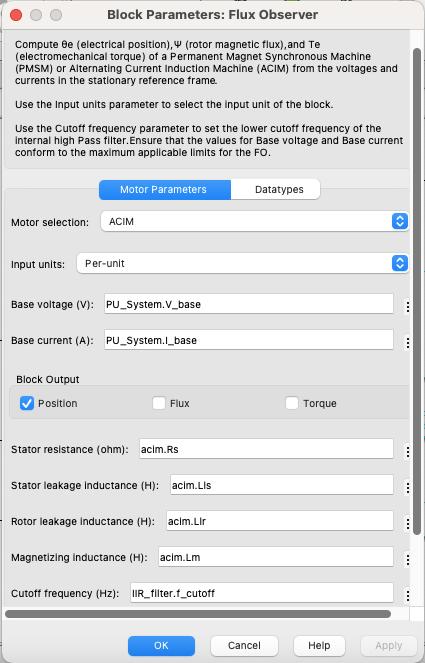 Block Parameters: Flux Observer
Compute θe (electrical position),Ψ (rotor magnetic flux),and Te
(electromechanical torque) of a Permanent Magnet Synchronous Machine
(PMSM) or Alternating Current Induction Machine (ACIM) from the voltages and
currents in the stationary reference frame.
Use the Input units parameter to select the input unit of the block.
Use the Cutoff frequency parameter to set the lower cutoff frequency of the
internal high Pass filter.Ensure that the values for Base voltage and Base current
conform to the maximum applicable limits for the FO.
Motor Parameters Datatypes
Motor selection: ACIM
Input units: Per-unit
Base voltage (V): PU_System.V_base
Base current (A): PU_System.I_base
Block Output
Position Flux Torque
Stator resistance (ohm): acim.Rs
Stator leakage inductance (H): acim.Lls
Rotor leakage inductance (H): acim.Llr
Magnetizing inductance (H): acim.Lm
Cutoff frequency (Hz): IIR_filter.f_cutoff
OK Cancel Help Apply